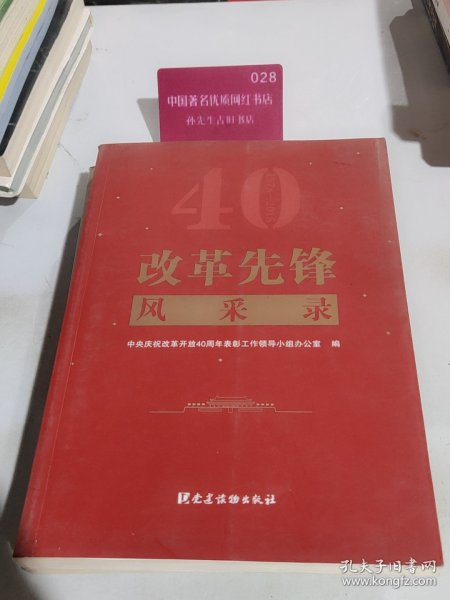 028
中国著名优质网红书店
孙先生古旧书店
40
改革先锋
风采录
中央庆祝改革开放40周年表彰工作领导小组办公室 编
党建读物出版社
孔夫子旧书网
www.kongfz.com